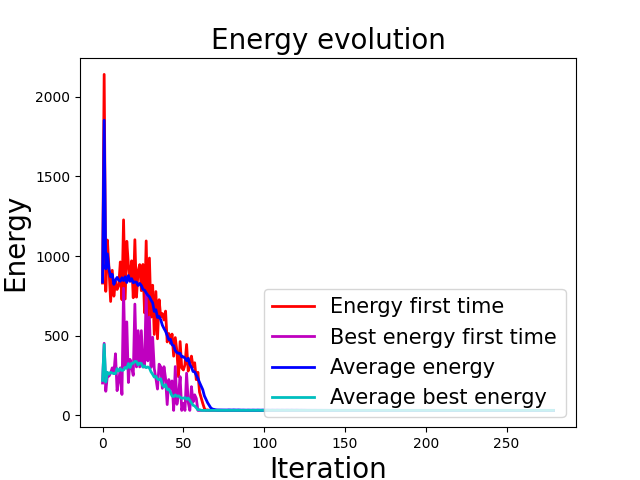 Energy evolution
Energy
2000
1500
1000
500
0
Energy first time
Best energy first time
Average energy
Average best energy
0 50 100 150 200 250
Iteration